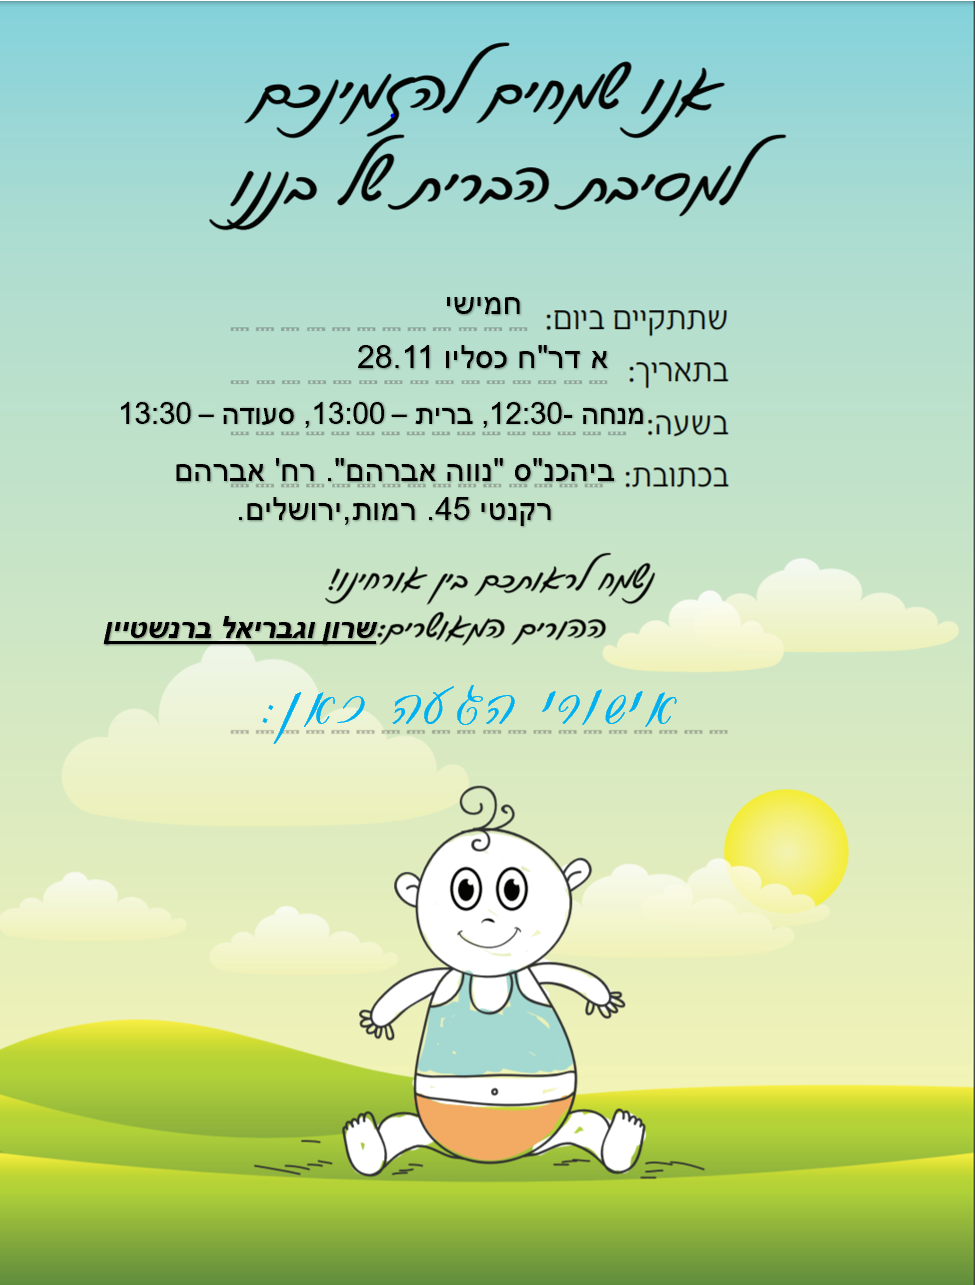 אנו שמחים להזמינכם
למסיבת הברית של בננו
שתתקיים ביום: חמישי
בתאריך: א דר"ח כסליו 28.11
בשעה: מנחה -12:30, ברית – 13:00, סעודה – 13:30
בכתובת: ביהכנ"ס "נווה אברהם". רח' אברהם
רקנטי 45. רמות,ירושלים.
נשמח לראותכם בין אורחינו!
ההורים המאושרים:שרון וגבריאל ברנשטיין
אישורי הגעה כאן: